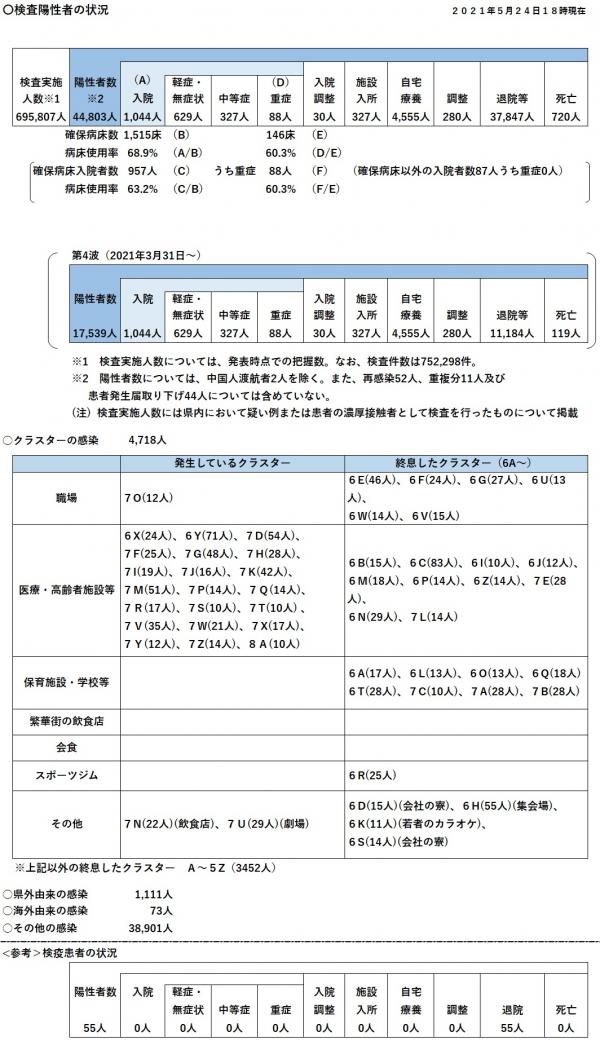 〇検査陽性者の状況　２０２１年５月２４日１８時現在
検査実施人数※1　陽性者数※2　（A）入院　軽症・無症状　中等症　（D）重症　入院調整　施設入所　自宅療養　調整　退院等　死亡
695,807人　44,803人　1,044人　629人　327人　88人　30人　327人　4,555人　280人　37,847人　720人
確保病床数　1,515床　（B）　146床　（E）
病床使用率　68.9%　（A/B）　60.3%　（D/E）
確保病床入院者数　957人　（C）　うち重症　88人　（F）　（確保病床以外の入院者数87人うち重症0人）
病床使用率　63.2%　（C/B）　60.3%　（F/E）
第4波（2021年3月31日～）
陽性者数　入院　軽症・無症状　中等症　重症　入院調整　施設入所　自宅療養　調整　退院等　死亡
17,539人　1,044人　629人　327人　88人　30人　327人　4,555人　280人　11,184人　119人
※1　検査実施人数については、発表時点での把握数。なお、検査件数は752,298件。
※2　陽性者数については、中国人渡航者2人を除く。また、再感染52人、重複分11人及び
患者発生届取り下げ44人については含めていない。
（注）検査実施人数には県内において疑い例または患者の濃厚接触者として検査を行ったものについて掲載
〇クラスターの感染　4,718人
発生しているクラスター　終息したクラスター（6A～）
職場
７O(12人)
６E(46人)、６F(24人)、６G(27人)、６U(13
人)、
６W(14人)、６V(15人)
医療・高齢者施設等
６X(24人)、６Y(71人)、７D(54人)、
７F(25人)、７G(48人)、７H(28人)、
７I(19人)、７J(16人)、７K(42人)、
７M(51人)、７P(14人)、７Q(14人)、
７R(17人)、７S(10人)、７T(10人)、
７V(35人)、７W(21人)、７X(17人)、
７Y(12人)、７Z(14人)、８A(10人)
６B(15人)、６C(83人)、６I(10人)、６J(12人)、
６M(18人)、６P(14人)、６Z(14人)、７E(28
人)、
６N(29人)、７L(14人)
保育施設・学校等
６A(17人)、６L(13人)、６O(13人)、６Q(18人)
６T(28人)、７C(10人)、７A(28人)、７B(28人)
繁華街の飲食店
会食
スポーツジム
６R(25人)
その他
７N(22人)(飲食店)、７U(29人)(劇場)
６D(15人)(会社の寮)、６H(55人)(集会場)、
６K(11人)(若者のカラオケ)、
６S(14人)(会社の寮)
※上記以外の終息したクラスター　A～５Z（3452人）
〇県外由来の感染　1,111人
〇海外由来の感染　73人
〇その他の感染　38,901人
<参考>検疫患者の状況
陽性者数　入院　軽症・無症状　中等症　重症　入院調整　施設入所　自宅療養　調整　退院　死亡
55人　0人　0人　0人　0人　0人　0人　0人　0人　55人　0人